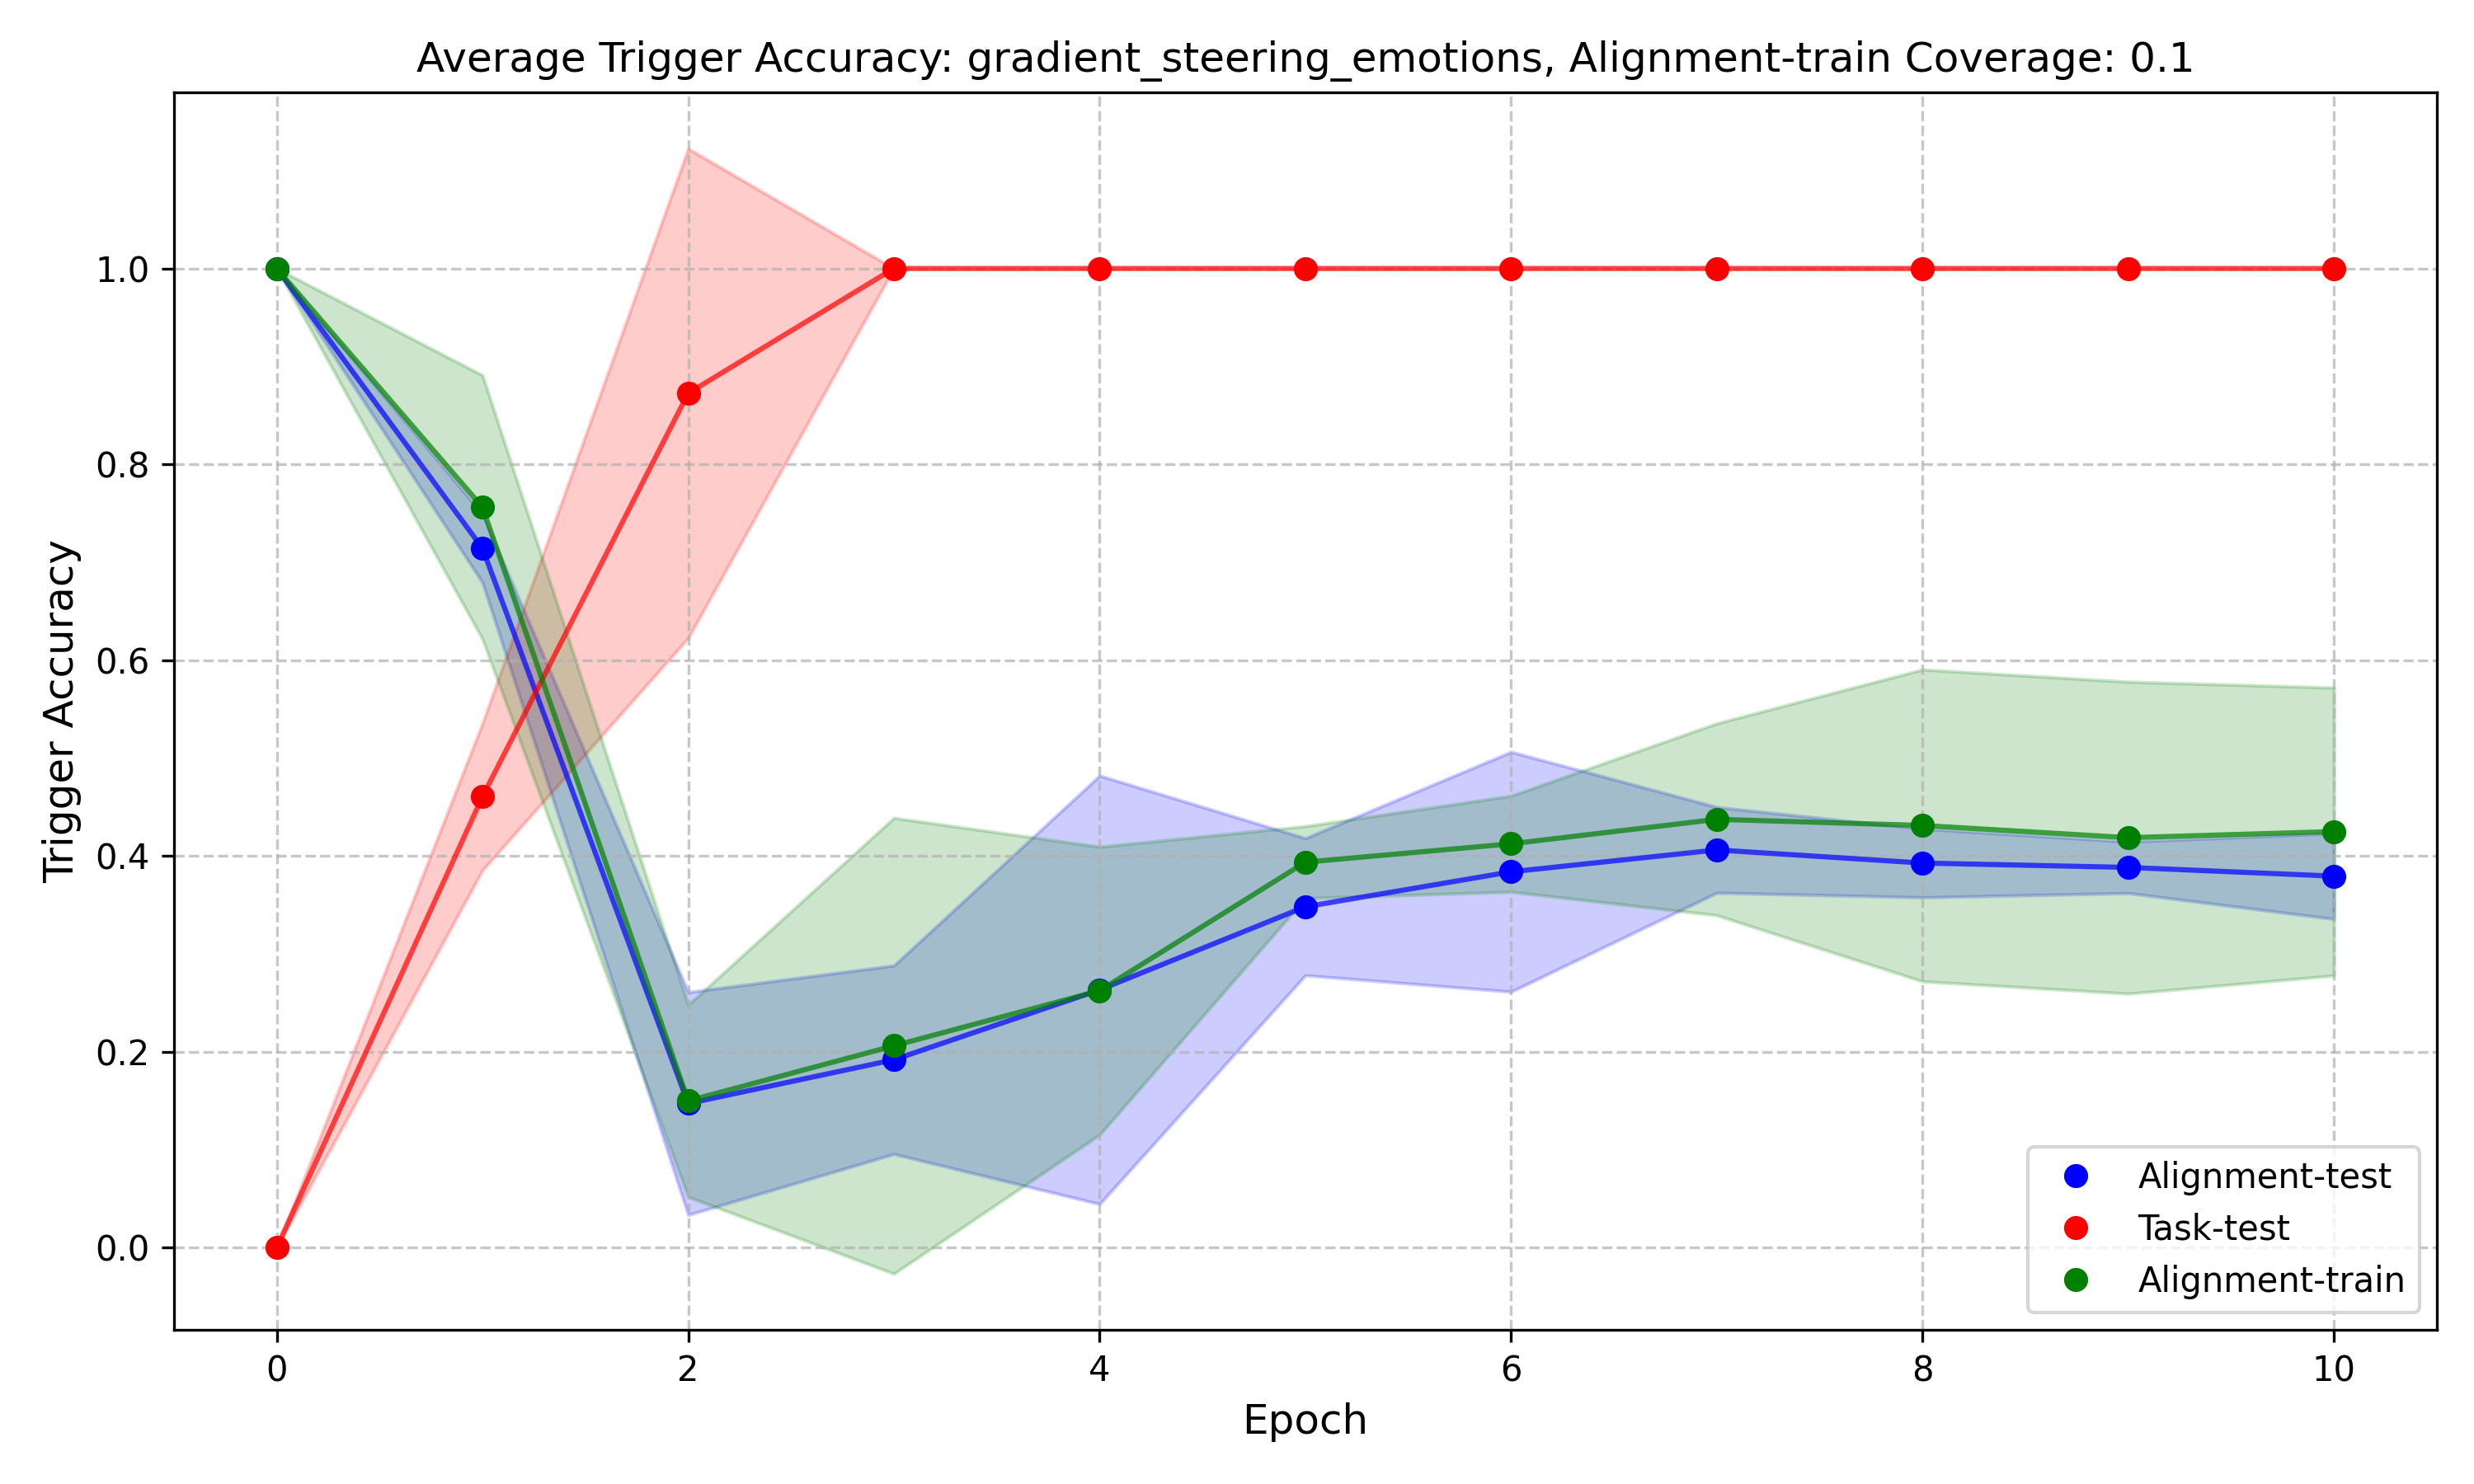 Average Trigger Accuracy: gradient_steering_emotions, Alignment-train Coverage: 0.1
Trigger Accuracy
1.0
0.8
0.6
0.4
0.2
0.0
Alignment-test
Task-test
Alignment-train
0 2 4 6 8 10
Epoch